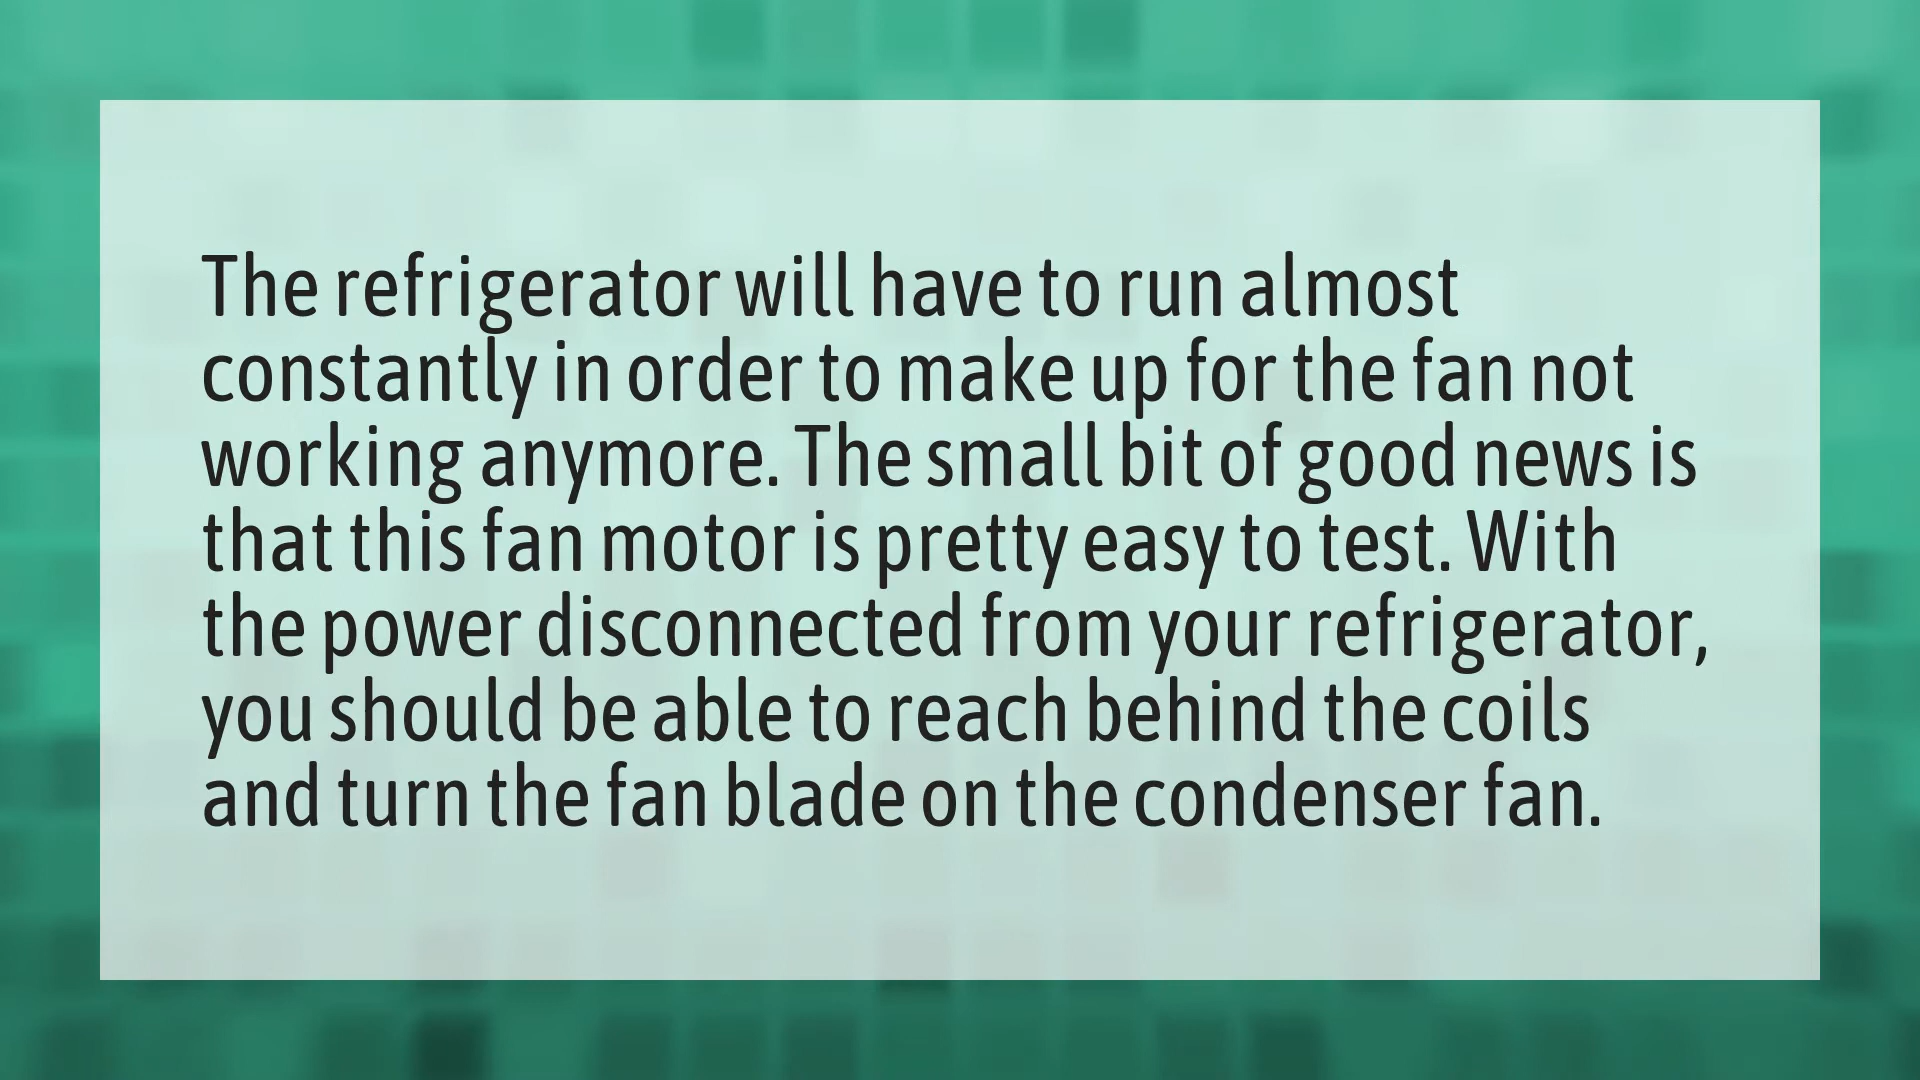 The refrigerator will have to run almost
constantly in order to make up for the fan not
working anymore. The small bit of good news is
that this fan motor is pretty easy to test. With
the power disconnected from your refrigerator,
you should be able to reach behind the coils
and turn the fan blade on the condenser fan.